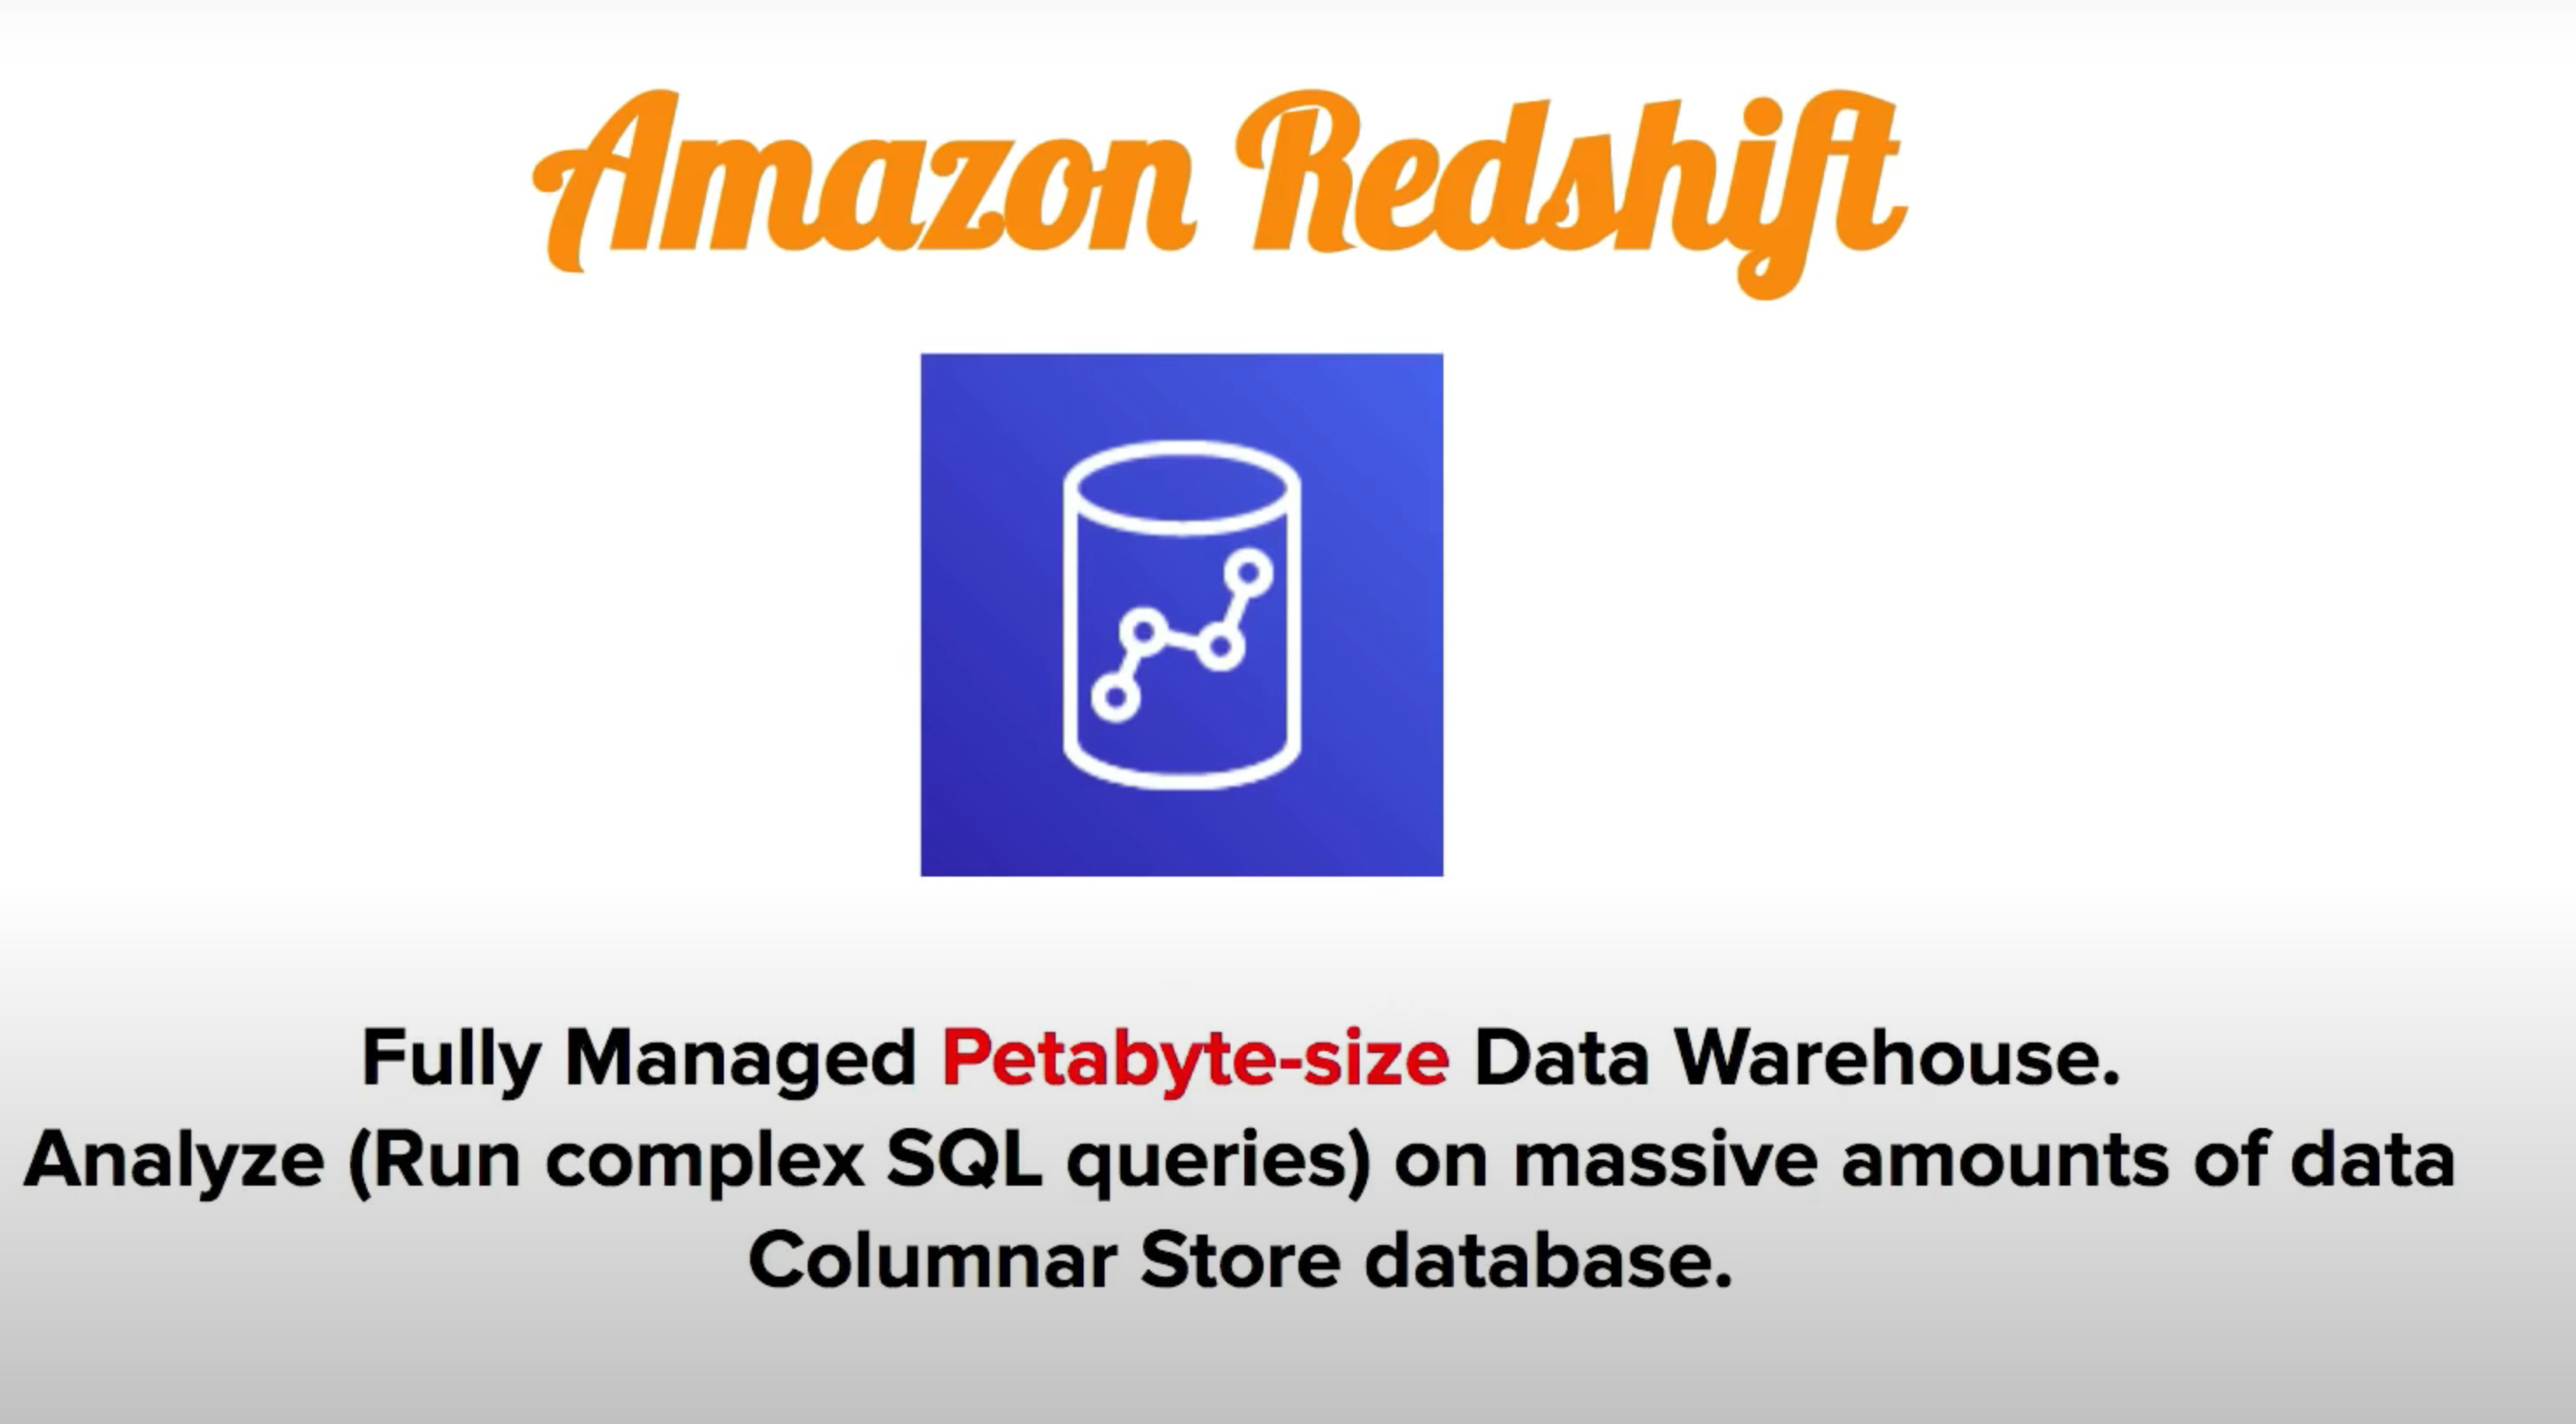 Amazon Redshift
Fully Managed Petabyte-size Data Warehouse.
Analyze (Run complex SQL queries) on massive amounts of data
Columnar Store database.